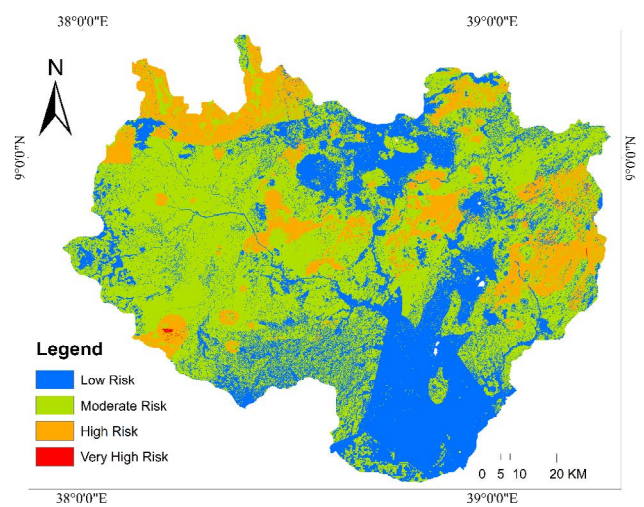 38°0'0"E 39°0'0"E
N
9°0'0"N 9°0'0"N
Legend
Low Risk
Moderate Risk
High Risk
Very High Risk
0 5 10 20 KM
38°0'0"E 39°0'0"E